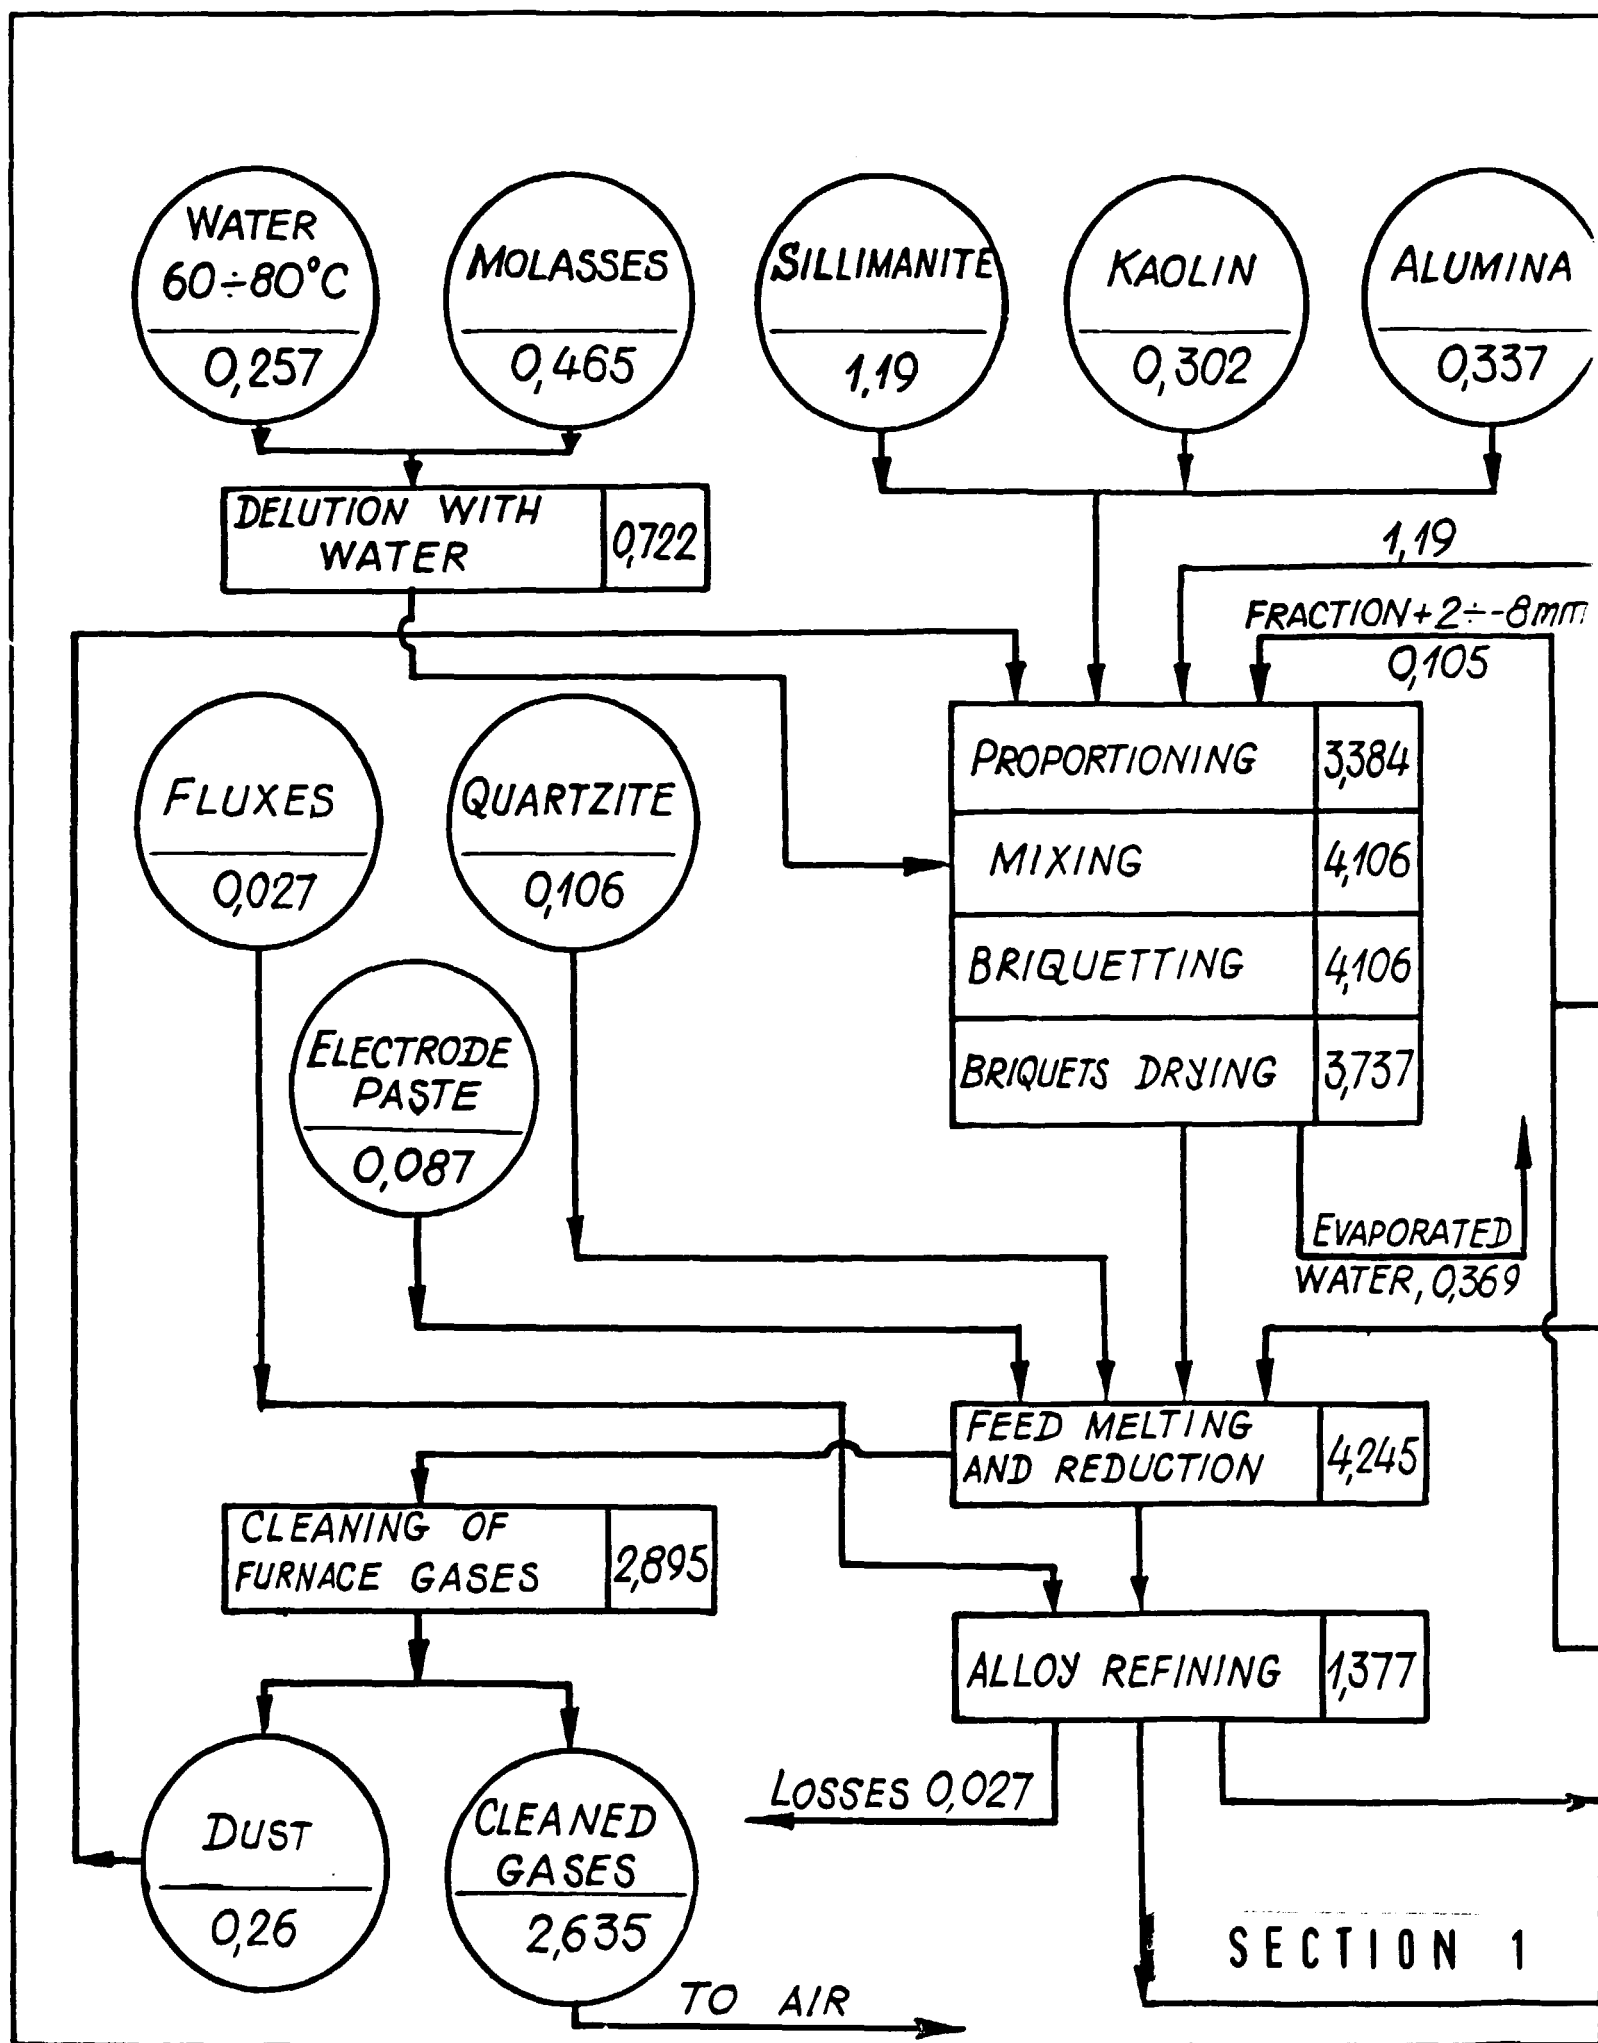 WATER
60÷80°C
0,257
MOLASSES
0,465
SILLIMANITE
1,19
KAOLIN
0,302
ALUMINA
0,337
DELUTION WITH
WATER
0,722
1,19
FRACTION+2÷-8mm
0,105
PROPORTIONING 3,384
MIXING 4,106
BRIQUETTING 4,106
BRIQUETS DRYING 3,737
FLUXES
0,027
QUARTZITE
0,106
ELECTRODE
PASTE
0,087
EVAPORATED
WATER, 0,369
FEED MELTING
AND REDUCTION
4,245
CLEANING OF
FURNACE GASES
2,895
ALLOY REFINING 1,377
LOSSES 0,027
DUST
0,26
CLEANED
GASES
2,635
TO AIR
SECTION 1